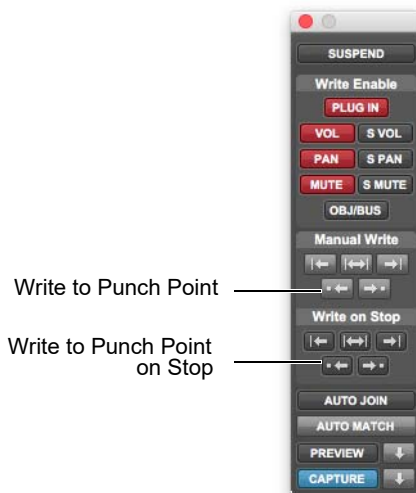 SUSPEND
Write Enable
PLUG IN
VOL S VOL
PAN S PAN
MUTE S MUTE
OBJ/BUS
Manual Write
Write to Punch Point
Write on Stop
Write to Punch Point
on Stop
AUTO JOIN
AUTO MATCH
PREVIEW
CAPTURE